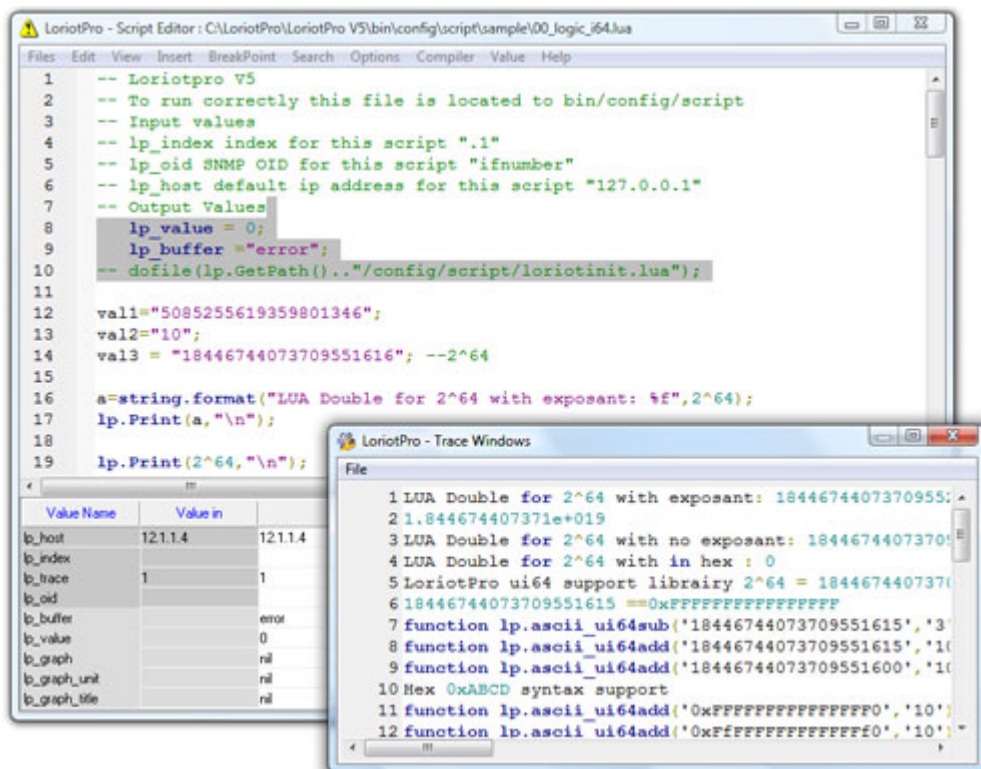 LoriotPro - Script Editor : C:\LoriotPro\LoriotPro V5\bin\config\script\sample\00_logic_i64.lua
Files Edit View Insert BreakPoint Search Options Compiler Value Help
1 -- Loriotpro V5
2 -- To run correctly this file is located to bin/config/script
3 -- Input values
4 -- lp_index index for this script ".1"
5 -- lp_oid SNMP OID for this script "ifnumber"
6 -- lp_host default ip address for this script "127.0.0.1"
7 -- Output Values
8 lp_value = 0;
9 lp_buffer ="error";
10 -- dofile(lp.GetPath().."/config/script/loriotinit.lua");
11
12 val1="5085255619359801346";
13 val2="10";
14 val3 = "18446744073709551616"; --2^64
15
16 a=string.format("LUA Double for 2^64 with exposant: %f",2^64);
17 lp.Print(a,"\n");
18
19 lp.Print(2^64,"\n");
Value Name Value in
lp_host 12.1.1.4 12.1.1.4
lp_index
lp_trace 1 1
lp_oid
lp_buffer error
lp_value 0
lp_graph nil
lp_graph_unit nil
lp_graph_title nil
LoriotPro - Trace Windows
File
1 LUA Double for 2^64 with exposant: 1844674407370955
2 1.844674407371e+019
3 LUA Double for 2^64 with no exposant: 18446744073709
4 LUA Double for 2^64 with in hex : 0
5 LoriotPro ui64 support librairy 2^64 = 184467440737
6 18446744073709551615 ==0xFFFFFFFFFFFFFFFF
7 function lp.ascii_ui64sub('18446744073709551615','3
8 function lp.ascii_ui64add('18446744073709551615','1
9 function lp.ascii_ui64add('18446744073709551600','1
10 Hex 0xABCD syntax support
11 function lp.ascii_ui64add('0xFFFFFFFFFFFFFFF0','10'
12 function lp.ascii_ui64add('0xFfFFFFFFFFFFFFf0','10'